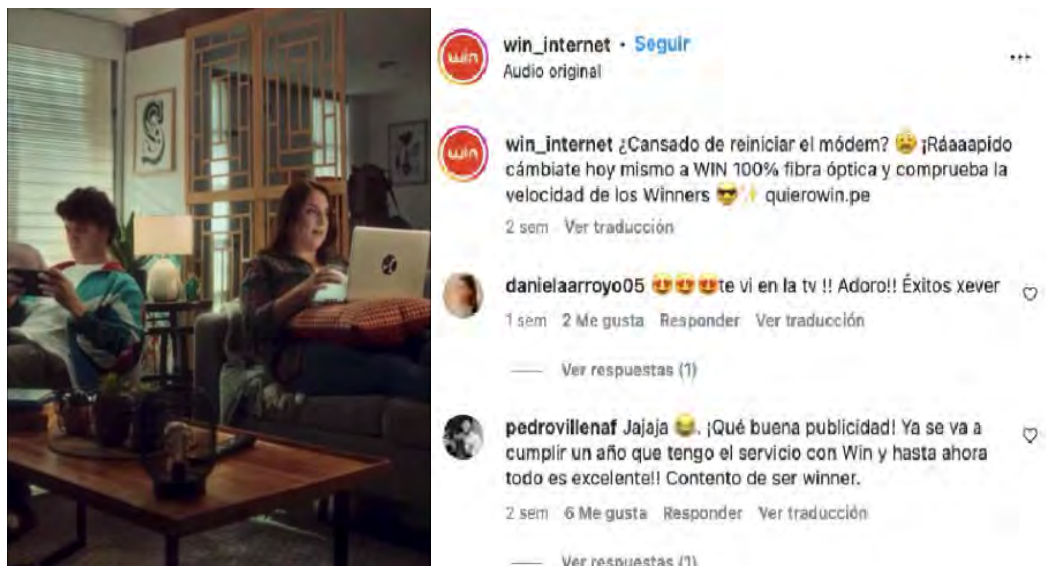 win
win_internet • Seguir
Audio original
...
win
win_internet ¿Cansado de reiniciar el módem? 😩 ¡Ráaaapido
cámbiate hoy mismo a WIN 100% fibra óptica y comprueba la
velocidad de los Winners 😎✨ quierowin.pe
2 sem Ver traducción
danielaarroyo05 😍😍😍te vi en la tv !! Adoro!! Éxitos xever
1 sem 2 Me gusta Responder Ver traducción
Ver respuestas (1)
pedrovillenaf Jajaja 😂. ¡Qué buena publicidad! Ya se va a
cumplir un año que tengo el servicio con Win y hasta ahora
todo es excelente!! Contento de ser winner.
2 sem 6 Me gusta Responder Ver traducción
Ver respuestas (1)